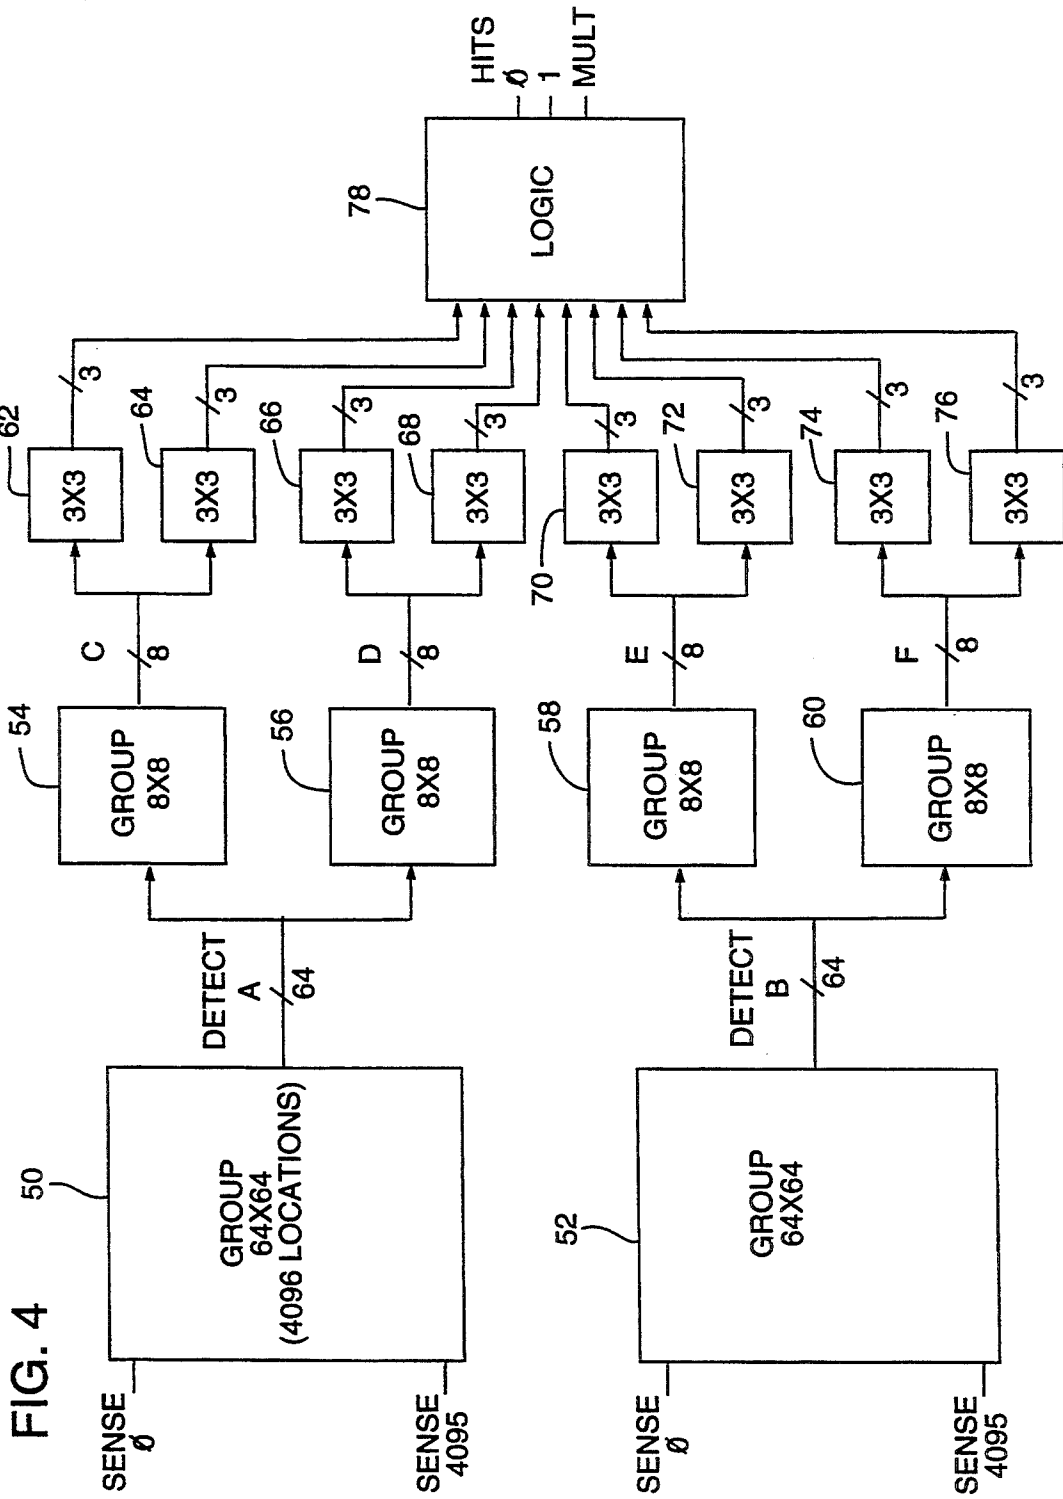 FIG. 4
SENSE
Ø
SENSE
4095
50
GROUP
64X64
(4096 LOCATIONS)
DETECT
A
64
54
GROUP
8X8
C
8
56
GROUP
8X8
D
8
62
3X3
3
64
3X3
3
66
3X3
3
68
3X3
3
SENSE
Ø
SENSE
4095
52
GROUP
64X64
DETECT
B
64
58
GROUP
8X8
E
8
60
GROUP
8X8
F
8
70
3X3
3
72
3X3
3
74
3X3
3
76
3X3
3
78
LOGIC
HITS
Ø
1
MULT